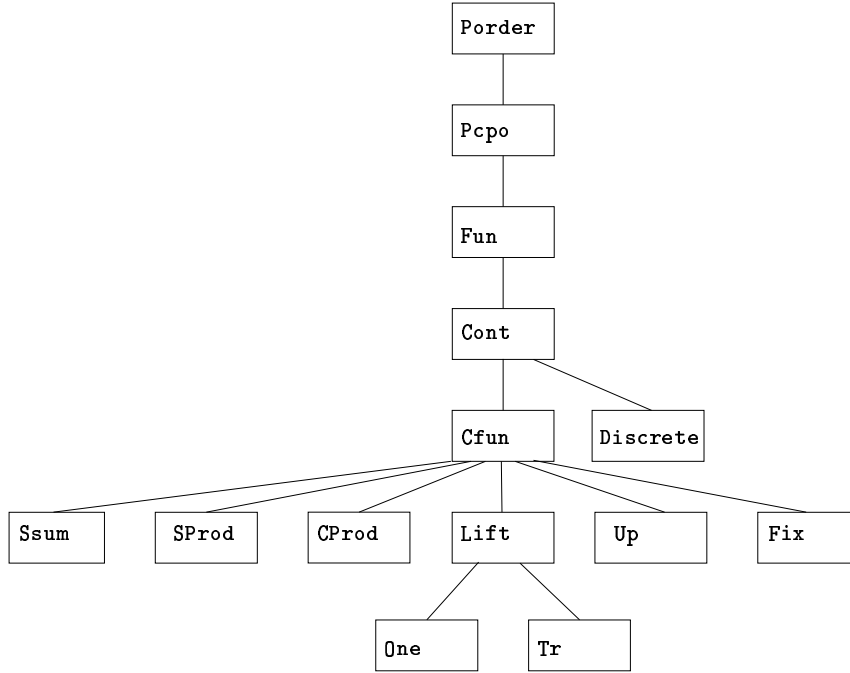 Porder
Pcpo
Fun
Cont
Cfun
Discrete
Ssum
SProd
CProd
Lift
Up
Fix
One
Tr